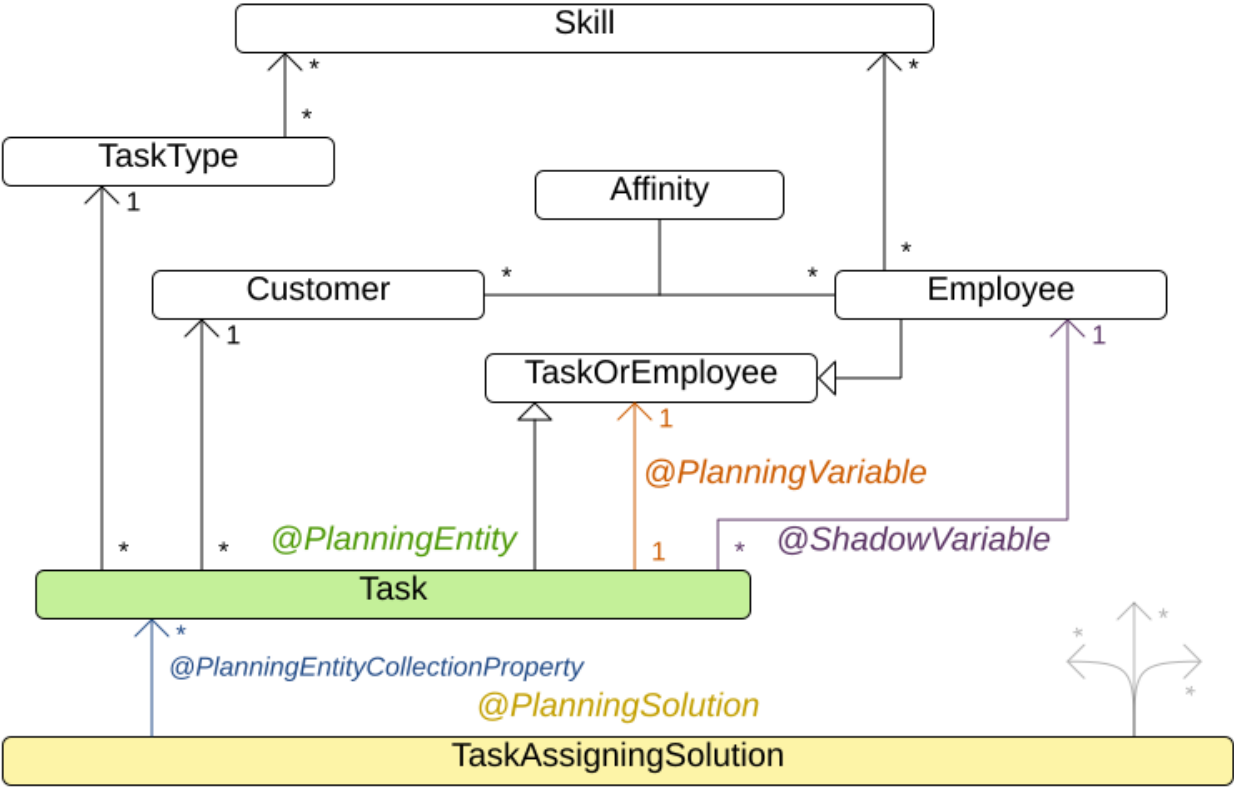 Skill
* *
*
TaskType
1
Affinity
*
* *
Customer
Employee
1 1
TaskOrEmployee
1
@PlanningVariable
@PlanningEntity
@ShadowVariable
* * 1 *
Task
*
*
*
@PlanningEntityCollectionProperty
*
@PlanningSolution
TaskAssigningSolution